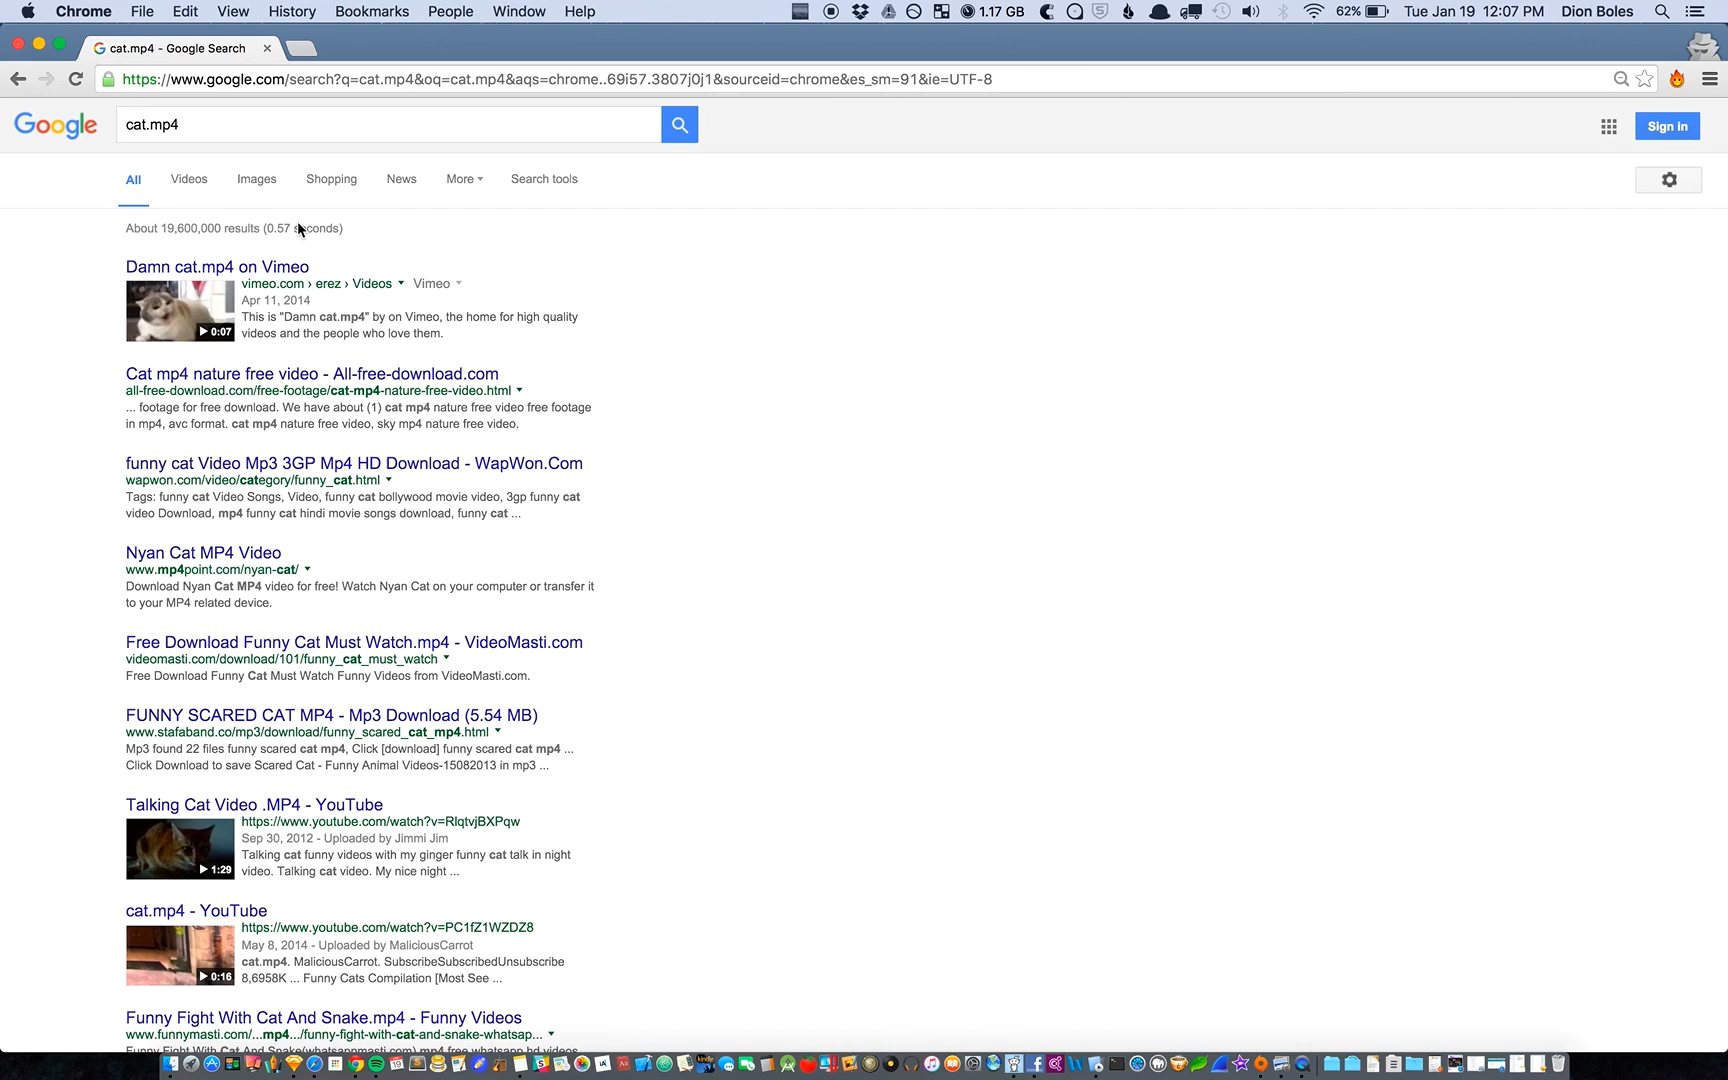 Chrome File Edit View History Bookmarks People Window Help 1.17 GB 62% Tue Jan 19 12:07 PM Dion Boles
cat.mp4 - Google Search
https://www.google.com/search?q=cat.mp4&oq=cat.mp4&aqs=chrome..69i57.3807j0j1&sourceid=chrome&es_sm=91&ie=UTF-8
Google cat.mp4 Sign in
All Videos Images Shopping News More Search tools
About 19,600,000 results (0.57 seconds)
Damn cat.mp4 on Vimeo
vimeo.com › erez › Videos Vimeo
Apr 11, 2014
This is "Damn cat.mp4" by on Vimeo, the home for high quality
0:07
videos and the people who love them.
Cat mp4 nature free video - All-free-download.com
all-free-download.com/free-footage/cat-mp4-nature-free-video.html
... footage for free download. We have about (1) cat mp4 nature free video free footage
in mp4, avc format. cat mp4 nature free video, sky mp4 nature free video.
funny cat Video Mp3 3GP Mp4 HD Download - WapWon.Com
wapwon.com/video/category/funny_cat.html
Tags: funny cat Video Songs, Video, funny cat bollywood movie video, 3gp funny cat
video Download, mp4 funny cat hindi movie songs download, funny cat ...
Nyan Cat MP4 Video
www.mp4point.com/nyan-cat/
Download Nyan Cat MP4 video for free! Watch Nyan Cat on your computer or transfer it
to your MP4 related device.
Free Download Funny Cat Must Watch.mp4 - VideoMasti.com
videomasti.com/download/101/funny_cat_must_watch
Free Download Funny Cat Must Watch Funny Videos from VideoMasti.com.
FUNNY SCARED CAT MP4 - Mp3 Download (5.54 MB)
www.stafaband.co/mp3/download/funny_scared_cat_mp4.html
Mp3 found 22 files funny scared cat mp4, Click [download] funny scared cat mp4 ...
Click Download to save Scared Cat - Funny Animal Videos-15082013 in mp3 ...
Talking Cat Video .MP4 - YouTube
https://www.youtube.com/watch?v=RlqtvjBXPqw
Sep 30, 2012 - Uploaded by Jimmi Jim
Talking cat funny videos with my ginger funny cat talk in night
1:29
video. Talking cat video. My nice night ...
cat.mp4 - YouTube
https://www.youtube.com/watch?v=PC1fZ1WZDZ8
May 8, 2014 - Uploaded by MaliciousCarrot
cat.mp4. MaliciousCarrot. SubscribeSubscribedUnsubscribe
0:16
8,6958K ... Funny Cats Compilation [Most See ...
Funny Fight With Cat And Snake.mp4 - Funny Videos
www.funnymasti.com/...mp4.../funny-fight-with-cat-and-snake-whatsap...
Funny Fight With Cat And Snake(whatsappmasti.com) mp4 free whatsapp hd videos